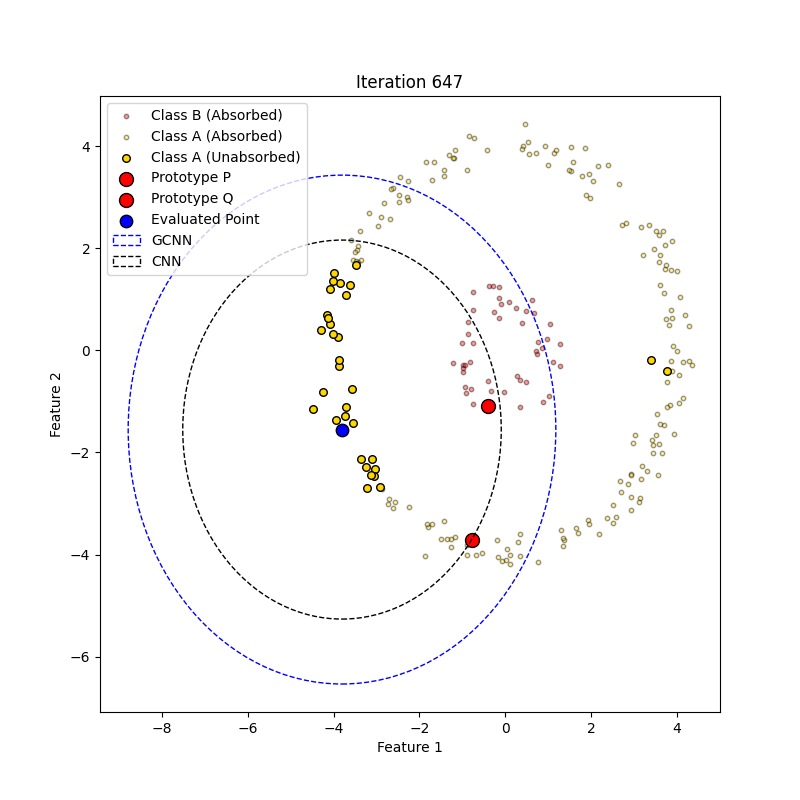 Iteration 647
Class B (Absorbed)
Class A (Absorbed)
Class A (Unabsorbed)
Prototype P
Prototype Q
Evaluated Point
GCNN
CNN
4
2
0
−2
−4
−6
Feature 2
−8
−6
−4
−2
0
2
4
Feature 1